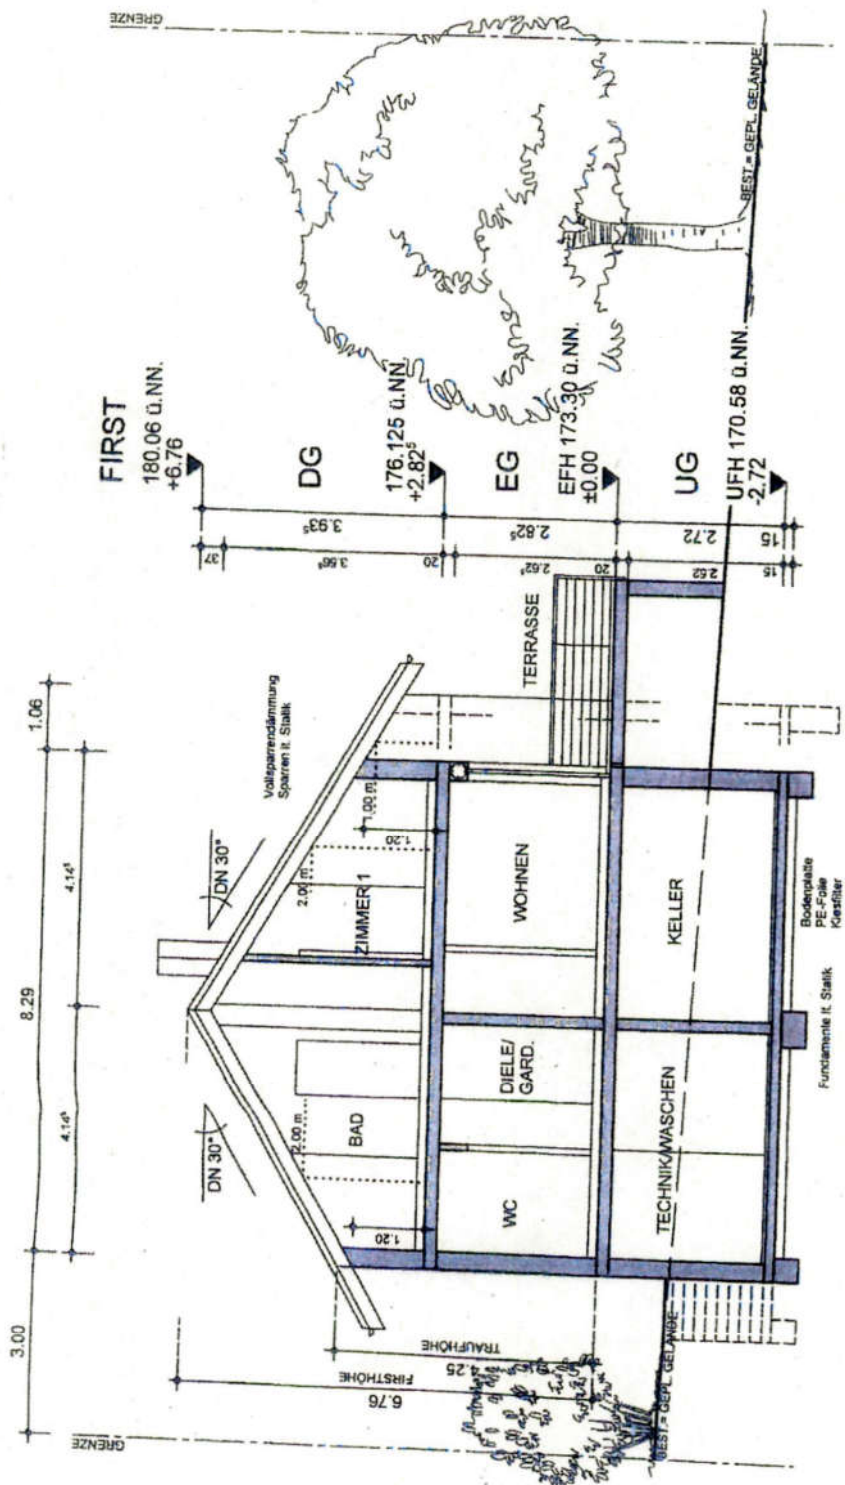 GRENZE
3.00
8.29
1.06
4.14⁵
4.14⁵
DN 30°
DN 30°
Vollsparrendämmung
Sparren lt. Statik
FIRST
180.06 ü.NN.
+6.76
DG
176.125 ü.NN.
+2.82⁵
EG
EFH 173.30 ü.NN.
±0.00
UG
UFH 170.58 ü.NN.
-2.72
GRENZE
37
3.93⁵
3.56⁵
20
2.82⁵
2.62⁵
20
2.72
2.52
15
15
FIRSTHÖHE
6.76
TRAUFHÖHE
4.25
1.20
2.00 m
BAD
2.00 m
ZIMMER 1
1.00 m
1.20
WC
DIELE/
GARD.
WOHNEN
TERRASSE
TECHNIK/WASCHEN
KELLER
BEST.= GEPL. GELÄNDE
BEST.= GEPL. GELÄNDE
Fundamente lt. Statik
Bodenplatte
PE-Folie
Kiesfilter